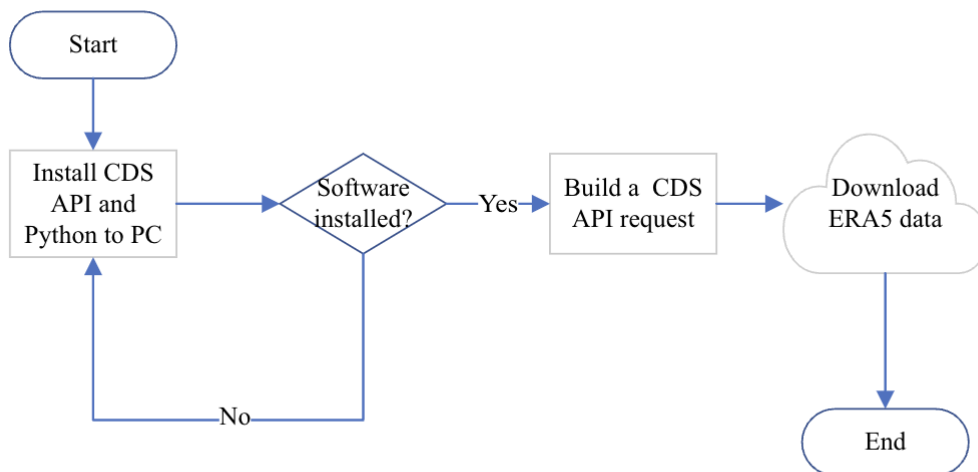 Start
Install CDS
API and
Python to PC
Software
installed?
Yes
Build a CDS
API request
Download
ERA5 data
No
End